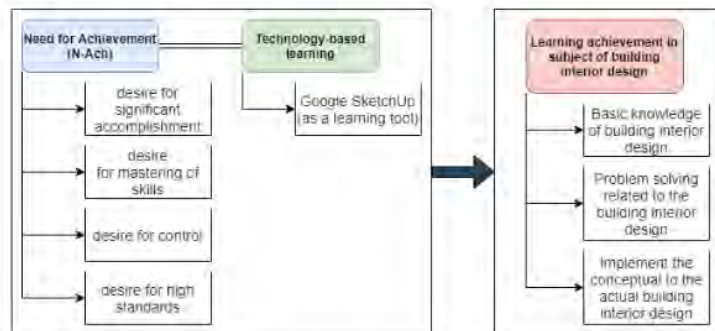 Need for Achievement
(N-Ach)
desire for
significant
accomplishment
desire
for mastering of
skills
desire for control
desire for high
standards
Technology-based
learning
Google SketchUp
(as a learning tool)
Learning achievement in
subject of building
interior design
Basic knowledge
of building interior
design
Problem solving
related to the
building interior
design
Implement the
conceptual to the
actual building
interior design